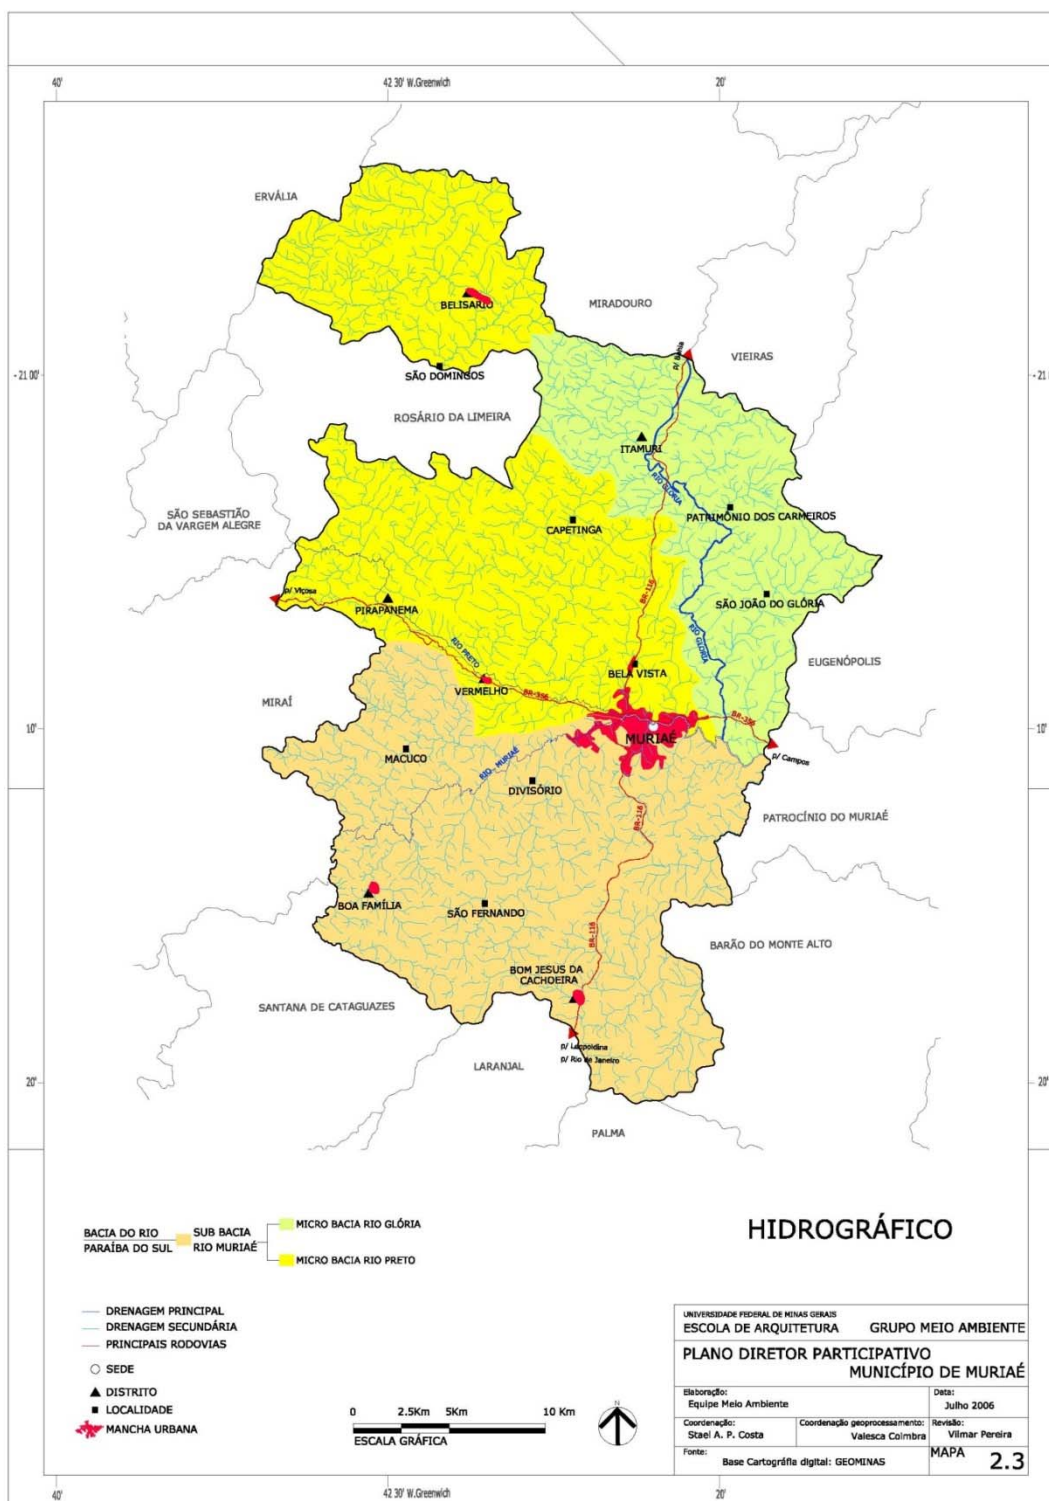 40'
42 30' W.Greenwich
20'
ERVÁLIA
BELISARIO
MIRADOURO
VIEIRAS
p/ Bahia
- 21 00'
- 21
SÃO DOMINGOS
ROSÁRIO DA LIMEIRA
ITAMURI
RIO GLÓRIA
SÃO SEBASTIÃO
DA VARGEM ALEGRE
CAPETINGA
PATRIMÔNIO DOS CARMEIROS
p/ Viçosa
PIRAPANEMA
BR-116
SÃO JOÃO DO GLÓRIA
RIO GLORIA
RIO PRETO
EUGENÓPOLIS
BELA VISTA
VERMELHO
BR-356
MIRAÍ
BR-356
10'
10'
MURIAÉ
MACUCO
RIO MURIAÉ
p/ Campos
DIVISÓRIO
BR-116
PATROCÍNIO DO MURIAÉ
BOA FAMÍLIA
SÃO FERNANDO
BR-116
BARÃO DO MONTE ALTO
BOM JESUS DA
CACHOEIRA
SANTANA DE CATAGUAZES
p/ Leopoldina
p/ Rio de Janeiro
LARANJAL
20'
20'
PALMA
HIDROGRÁFICO
BACIA DO RIO
PARAÍBA DO SUL
SUB BACIA
RIO MURIAÉ
MICRO BACIA RIO GLÓRIA
MICRO BACIA RIO PRETO
DRENAGEM PRINCIPAL
DRENAGEM SECUNDÁRIA
PRINCIPAIS RODOVIAS
SEDE
DISTRITO
LOCALIDADE
MANCHA URBANA
0 2.5Km 5Km 10 Km
ESCALA GRÁFICA
N
UNIVERSIDADE FEDERAL DE MINAS GERAIS
ESCOLA DE ARQUITETURA GRUPO MEIO AMBIENTE
PLANO DIRETOR PARTICIPATIVO
MUNICÍPIO DE MURIAÉ
Elaboração:
Equipe Meio Ambiente
Data:
Julho 2006
Coordenação:
Stael A. P. Costa
Coordenação geoprocessamento:
Valesca Coimbra
Revisão:
Vilmar Pereira
Fonte:
Base Cartográfia digital: GEOMINAS
MAPA 2.3
40'
42 30' W.Greenwich
20'